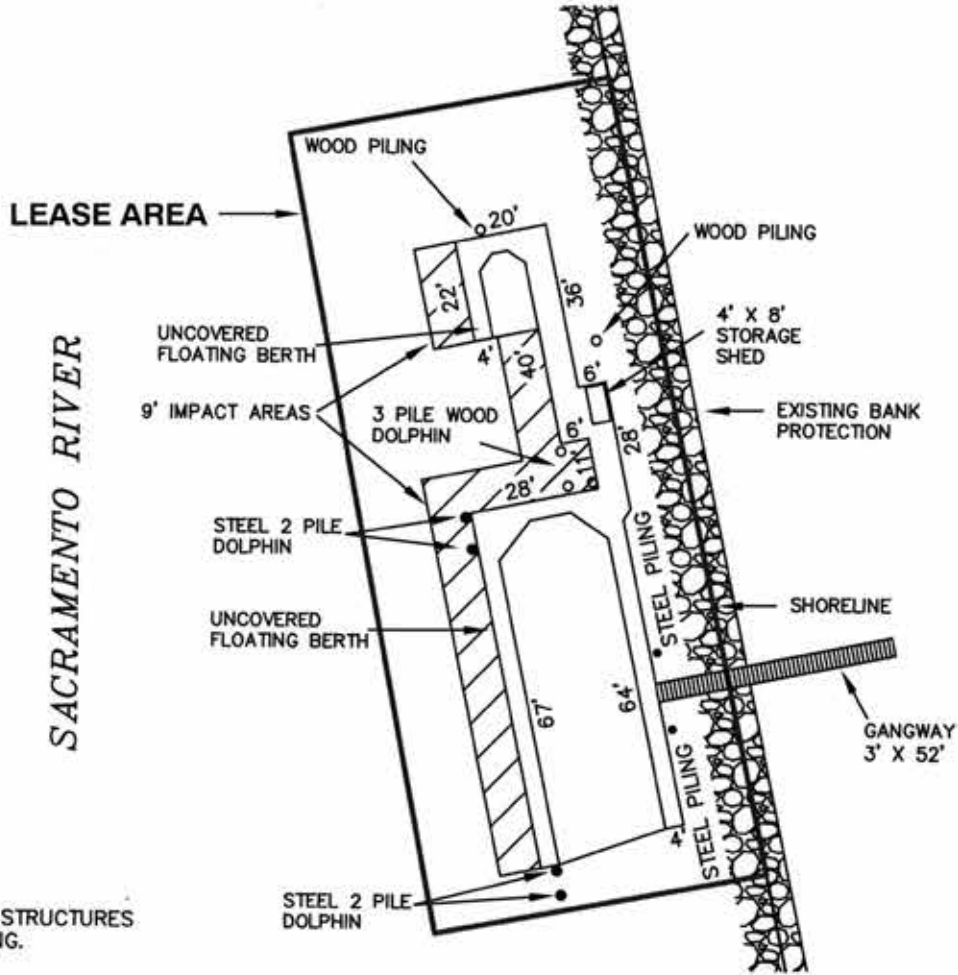 WOOD PILING
LEASE AREA
20'
WOOD PILING
22'
36'
4' X 8'
STORAGE
SHED
UNCOVERED
FLOATING BERTH
4'
40'
6'
9' IMPACT AREAS
3 PILE WOOD
DOLPHIN
6'
28'
EXISTING BANK
PROTECTION
11'
28'
STEEL 2 PILE
DOLPHIN
SACRAMENTO RIVER
STEEL PILING
SHORELINE
UNCOVERED
FLOATING BERTH
67'
64'
GANGWAY
3' X 52'
STEEL PILING
4'
STEEL 2 PILE
DOLPHIN
STRUCTURES
NG.